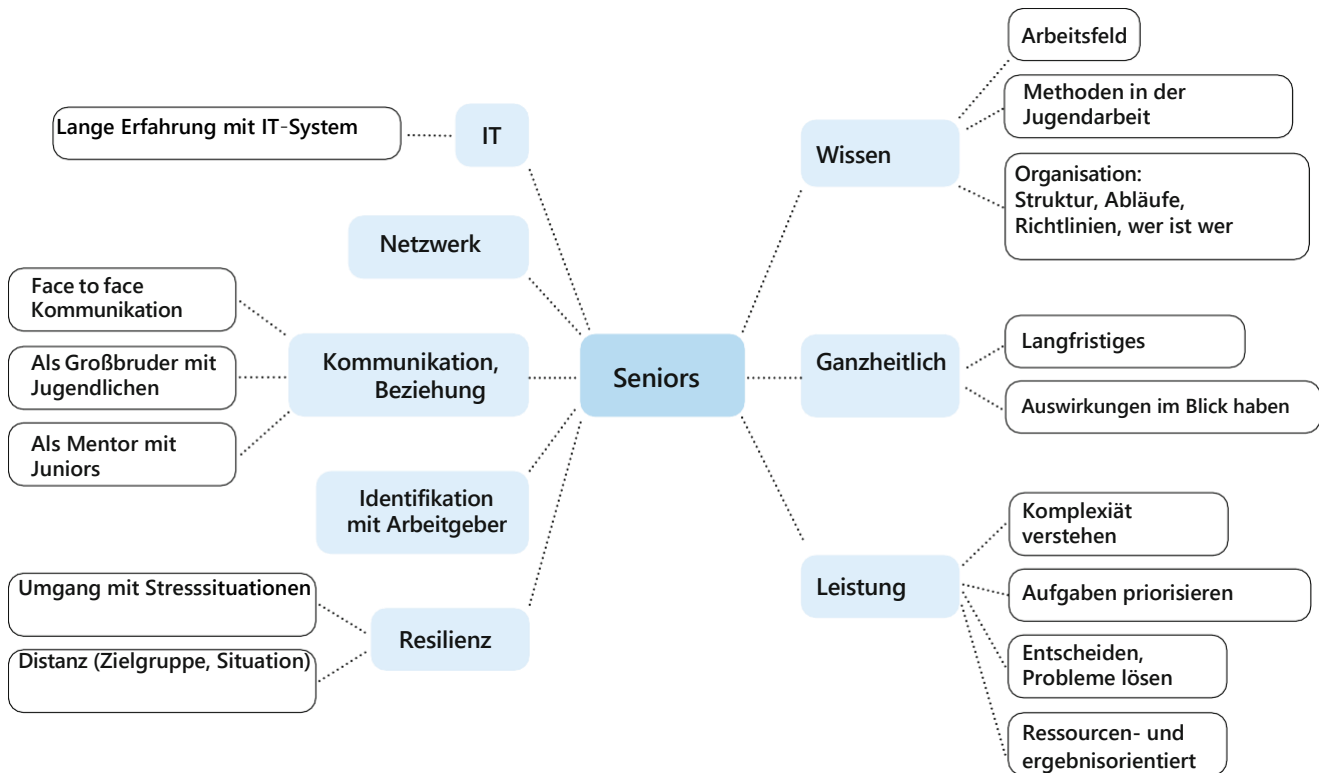 Lange Erfahrung mit IT-System
IT
Netzwerk
Face to face
Kommunikation
Als Großbruder mit
Jugendlichen
Als Mentor mit
Juniors
Kommunikation,
Beziehung
Identifikation
mit Arbeitgeber
Umgang mit Stresssituationen
Distanz (Zielgruppe, Situation)
Resilienz
Seniors
Wissen
Arbeitsfeld
Methoden in der
Jugendarbeit
Organisation:
Struktur, Abläufe,
Richtlinien, wer ist wer
Ganzheitlich
Langfristiges
Auswirkungen im Blick haben
Leistung
Komplexiät
verstehen
Aufgaben priorisieren
Entscheiden,
Probleme lösen
Ressourcen- und
ergebnisorientiert